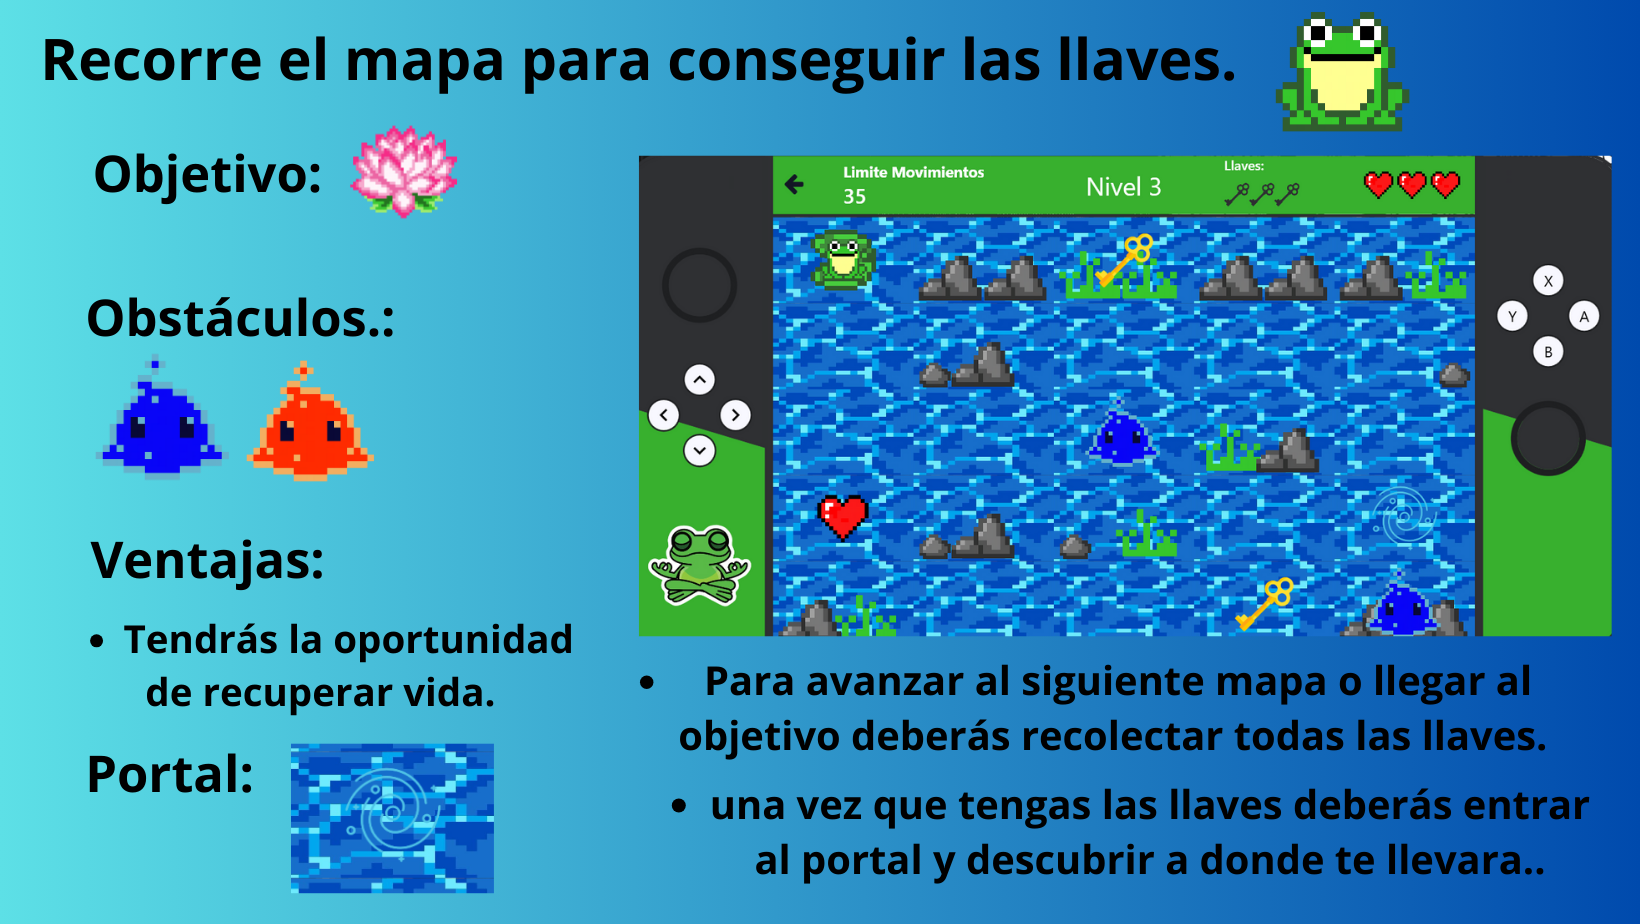 Recorre el mapa para conseguir las llaves.
Objetivo:
Obstáculos.:
Ventajas:
• Tendrás la oportunidad
de recuperar vida.
Portal:
Limite Movimientos
35
Nivel 3
Llaves:
X
Y
A
B
• Para avanzar al siguiente mapa o llegar al
objetivo deberás recolectar todas las llaves.
• una vez que tengas las llaves deberás entrar
al portal y descubrir a donde te llevara..